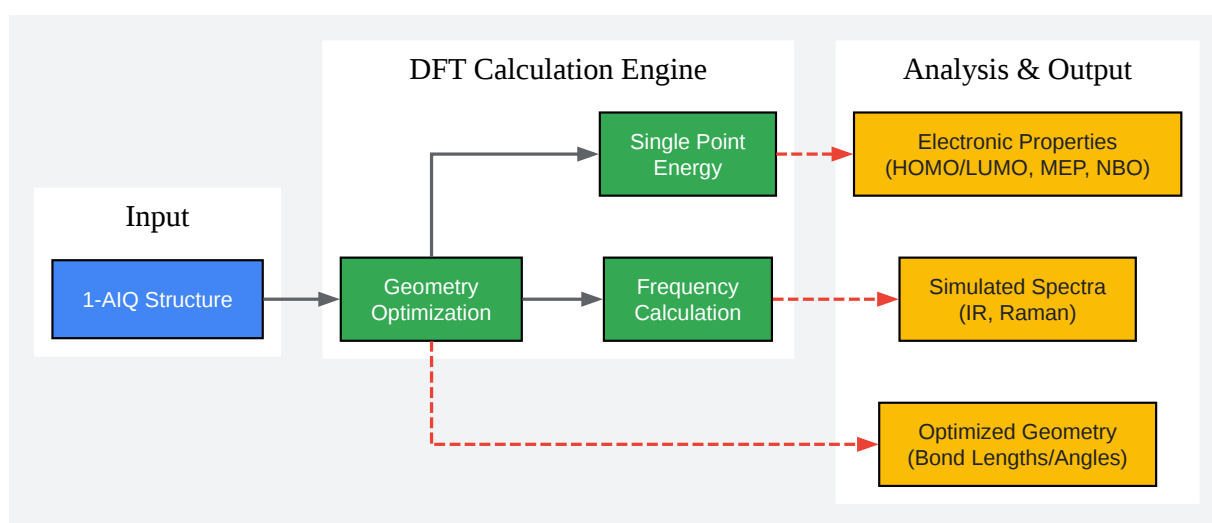 Input
1-AIQ Structure
DFT Calculation Engine
Single Point
Energy
Geometry
Optimization
Frequency
Calculation
Analysis & Output
Electronic Properties
(HOMO/LUMO, MEP, NBO)
Simulated Spectra
(IR, Raman)
Optimized Geometry
(Bond Lengths/Angles)